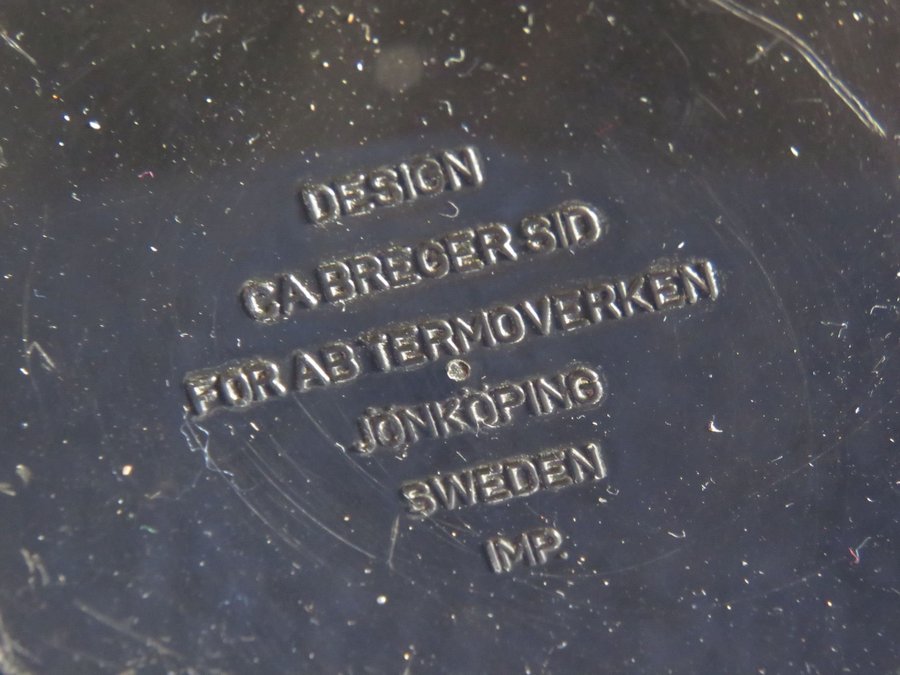 DESIGN
CA BREGER SID
FÖR AB TERMOVERKEN
JÖNKÖPING
SWEDEN
IMP.